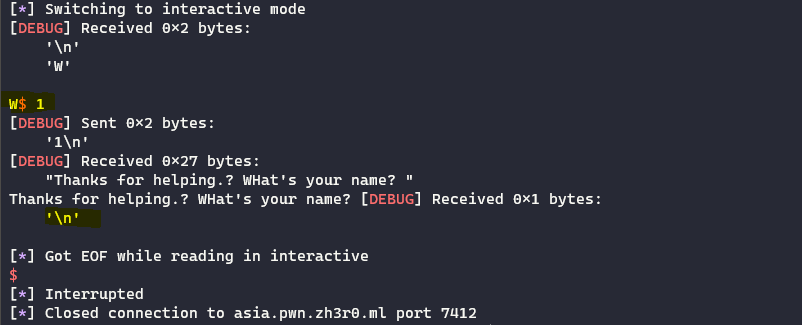 [*] Switching to interactive mode
[DEBUG] Received 0×2 bytes:
    '\n'
    'W'
W$ 1
[DEBUG] Sent 0×2 bytes:
    '1\n'
[DEBUG] Received 0×27 bytes:
    "Thanks for helping.? WHat's your name? "
Thanks for helping.? WHat's your name? [DEBUG] Received 0×1 bytes:
    '\n'
[*] Got EOF while reading in interactive
$
[*] Interrupted
[*] Closed connection to asia.pwn.zh3r0.ml port 7412